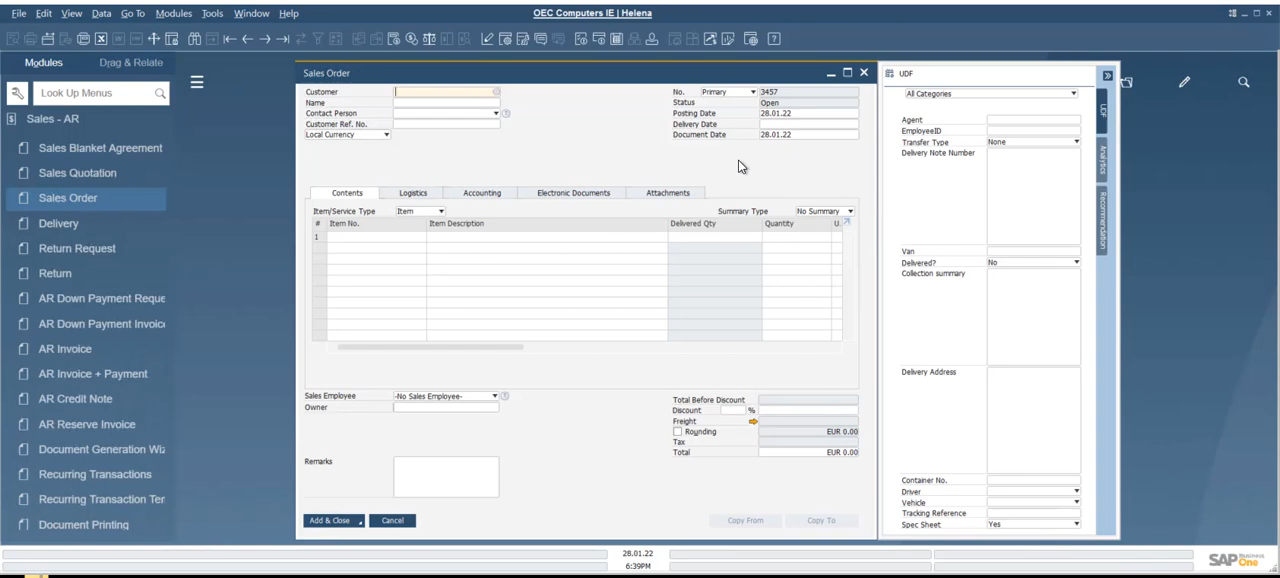 File Edit View Data Go To Modules Tools Window Help
OEC Computers IE | Helena
Modules Drag & Relate
Look Up Menus
Sales - AR
Sales Blanket Agreement
Sales Quotation
Sales Order
Delivery
Return Request
Return
AR Down Payment Reque
AR Down Payment Invoic
AR Invoice
AR Invoice + Payment
AR Credit Note
AR Reserve Invoice
Document Generation Wiz
Recurring Transactions
Recurring Transaction Ter
Document Printing
Sales Order
Customer
Name
Contact Person
Customer Ref. No.
Local Currency
No. Primary 3457
Status Open
Posting Date 28.01.22
Delivery Date
Document Date 28.01.22
Contents Logistics Accounting Electronic Documents Attachments
Item/Service Type Item Summary Type No Summary
# Item No. Item Description Delivered Qty Quantity U.
1
Sales Employee -No Sales Employee-
Owner
Remarks
Total Before Discount
Discount %
Freight
Rounding EUR 0.00
Tax
Total EUR 0.00
Add & Close Cancel Copy From Copy To
UDF
All Categories
Agent
EmployeeID
Transfer Type None
Delivery Note Number
Van
Delivered? No
Collection summary
Delivery Address
Container No.
Driver
Vehicle
Tracking Reference
Spec Sheet Yes
UDF
Analytics
Recommendation
28.01.22
6:39PM
SAP Business One